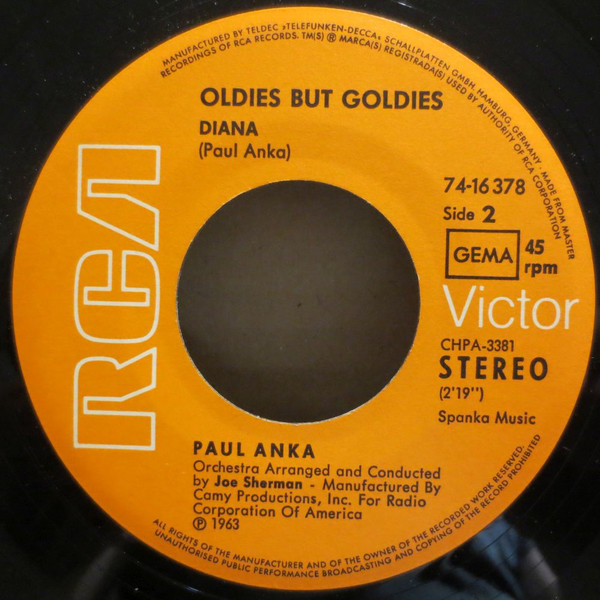 MANUFACTURED BY TELDEC »TELEFUNKEN-DECCA« SCHALLPLATTEN GMBH, HAMBURG, GERMANY · MADE FROM MASTER
RECORDINGS OF RCA RECORDS. TM(S) ® MARCA(S) REGISTRADA(S) USED BY AUTHORITY OF RCA CORPORATION
OLDIES BUT GOLDIES
DIANA
(Paul Anka)
RCA
74-16 378
Side 2
GEMA
45
rpm
Victor
CHPA-3381
STEREO
(2'19'')
Spanka Music
PAUL ANKA
Orchestra Arranged and Conducted
by Joe Sherman - Manufactured By
Camy Productions, Inc. For Radio
Corporation Of America
℗ 1963
ALL RIGHTS OF THE MANUFACTURER AND OF THE OWNER OF THE RECORDED WORK RESERVED.
UNAUTHORISED PUBLIC PERFORMANCE BROADCASTING AND COPYING OF THE RECORD PROHIBITED